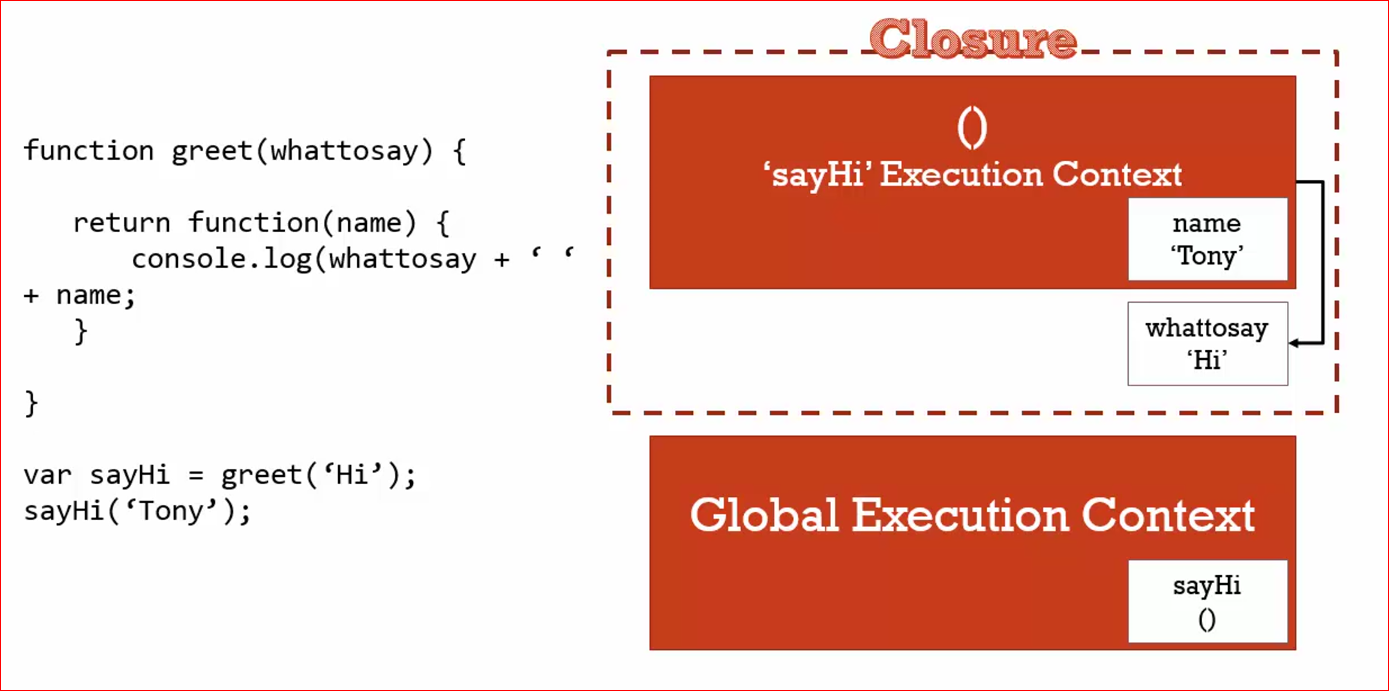 function greet(whattosay) {
return function(name) {
console.log(whattosay + ‘ ‘
+ name;
}
}
var sayHi = greet(‘Hi’);
sayHi(‘Tony’);
Closure
()
‘sayHi’ Execution Context
name
‘Tony’
whattosay
‘Hi’
Global Execution Context
sayHi
()